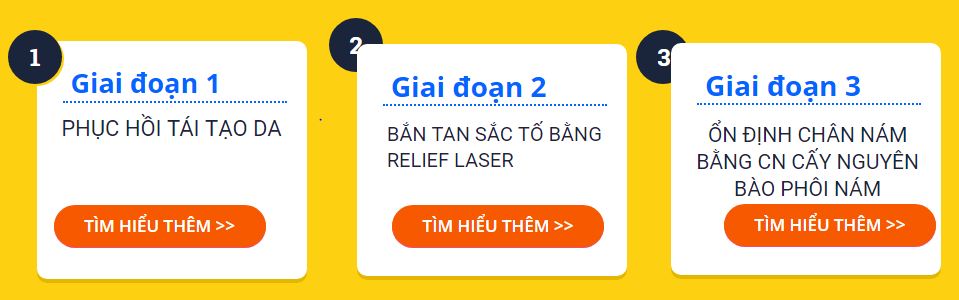 1
Giai đoạn 1
PHỤC HỒI TÁI TẠO DA
TÌM HIỂU THÊM >>
2
Giai đoạn 2
BẮN TAN SẮC TỐ BẰNG
RELIEF LASER
TÌM HIỂU THÊM >>
3
Giai đoạn 3
ỔN ĐỊNH CHÂN NÁM
BẰNG CN CẤY NGUYÊN
BÀO PHÔI NÁM
TÌM HIỂU THÊM >>